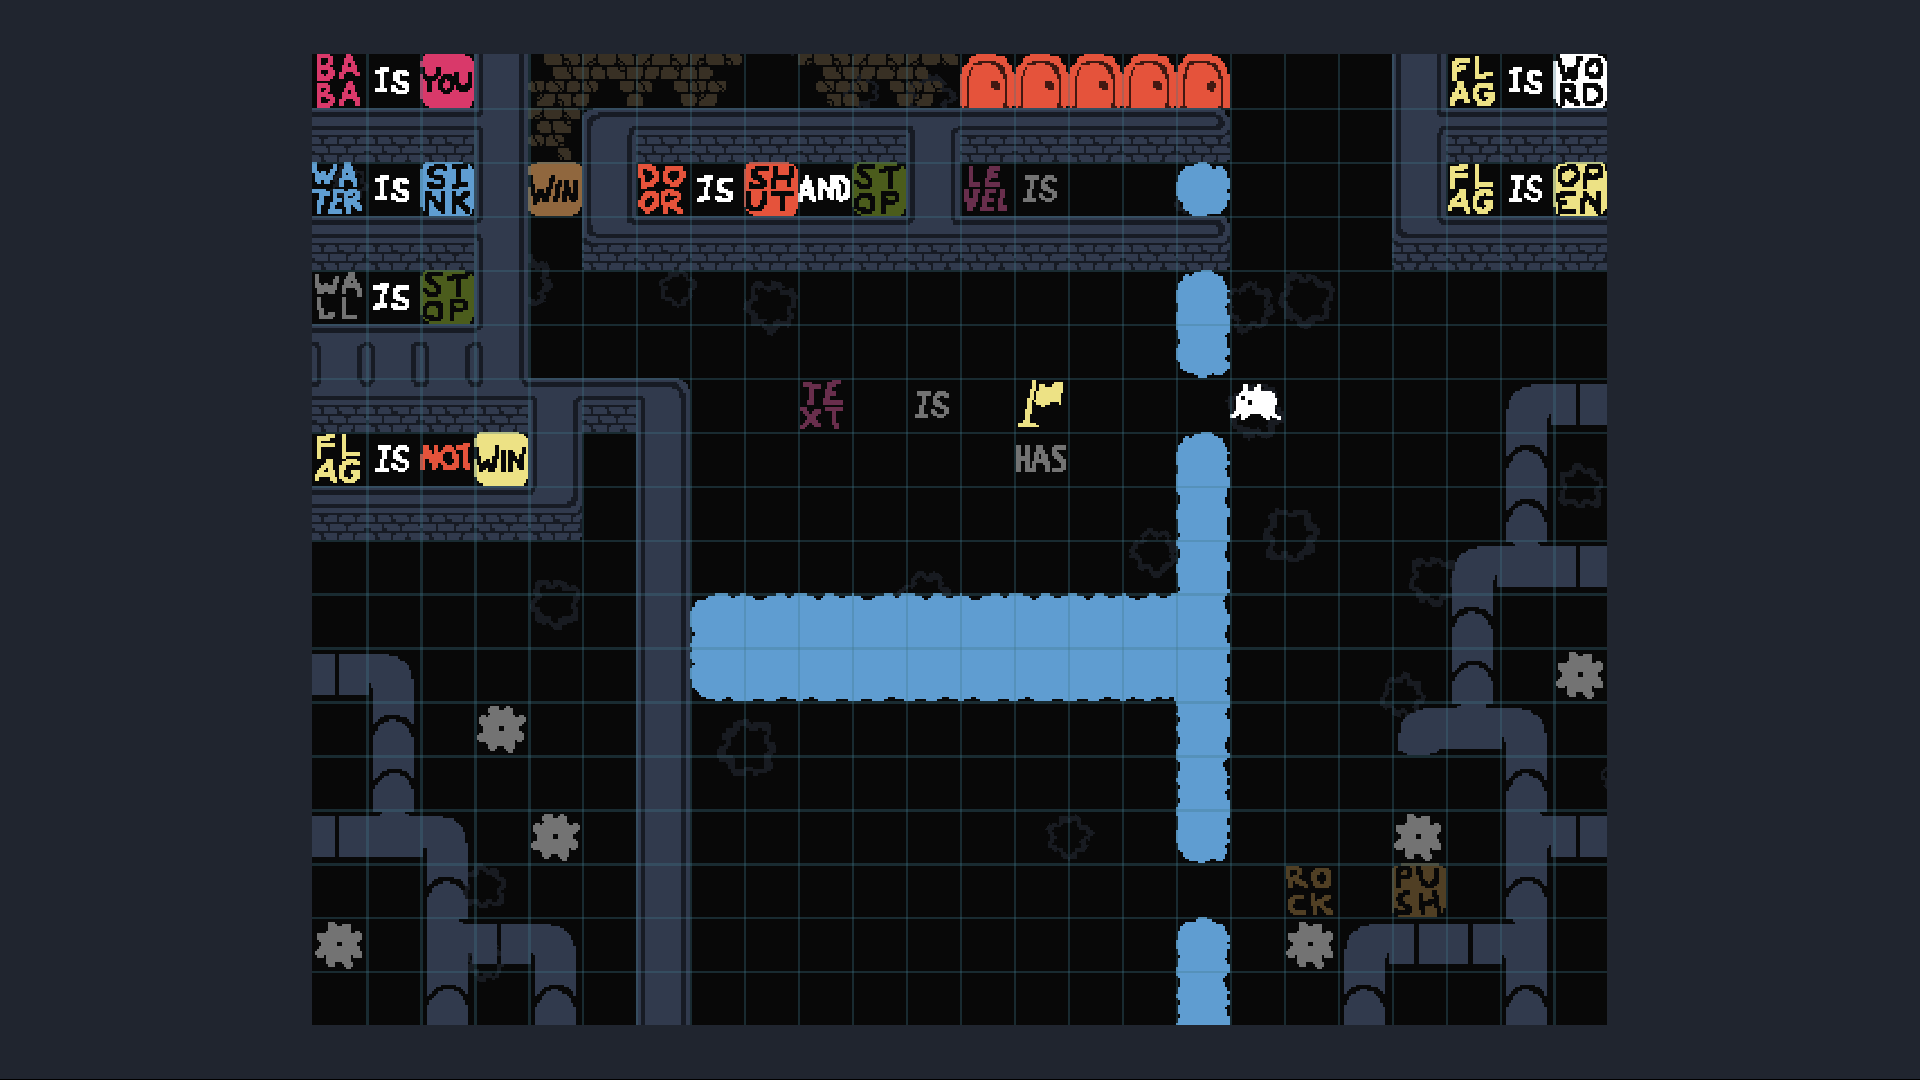 BABA IS YOU
FLAG IS WORD
WATER IS SINK
WIN
DOOR IS SHUT AND STOP
LEVEL IS
FLAG IS OPEN
WALL IS STOP
TEXT IS
FLAG IS NOT WIN
HAS
ROCK PUSH